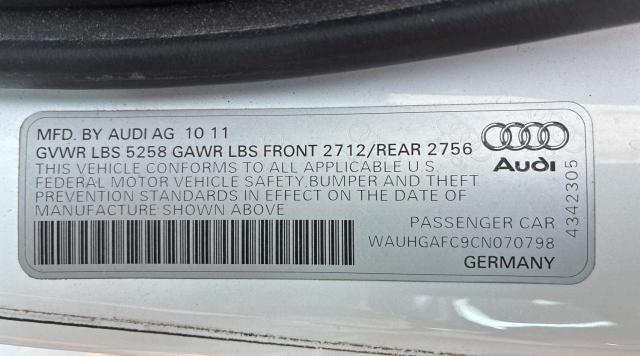 MFD. BY AUDI AG 10 11
GVWR LBS 5258 GAWR LBS FRONT 2712/REAR 2756
THIS VEHICLE CONFORMS TO ALL APPLICABLE U.S.
FEDERAL MOTOR VEHICLE SAFETY,BUMPER AND THEFT
PREVENTION STANDARDS IN EFFECT ON THE DATE OF
MANUFACTURE SHOWN ABOVE
Audi
4342305
PASSENGER CAR
WAUHGAFC9CN070798
GERMANY